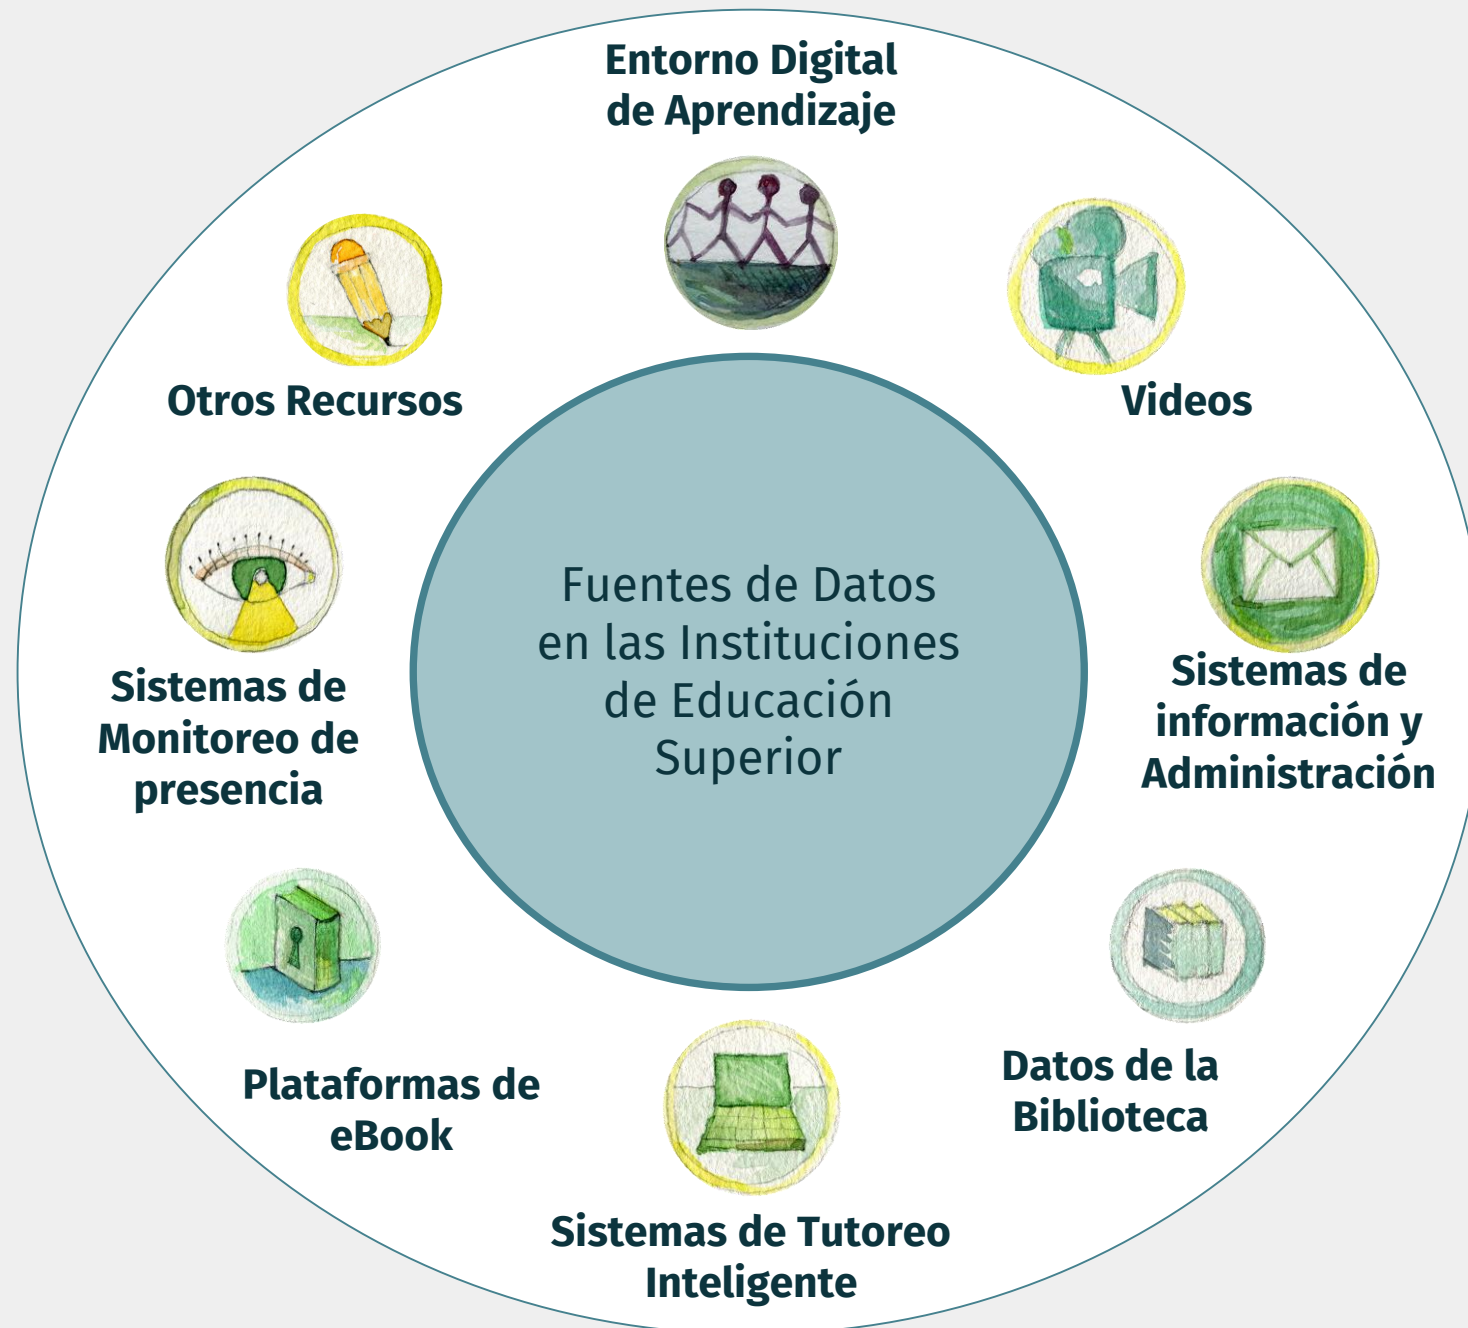 Entorno Digital
de Aprendizaje
Otros Recursos
Videos
Fuentes de Datos
en las Instituciones
de Educación
Superior
Sistemas de
Monitoreo de
presencia
Sistemas de
información y
Administración
Plataformas de
eBook
Datos de la
Biblioteca
Sistemas de Tutoreo
Inteligente